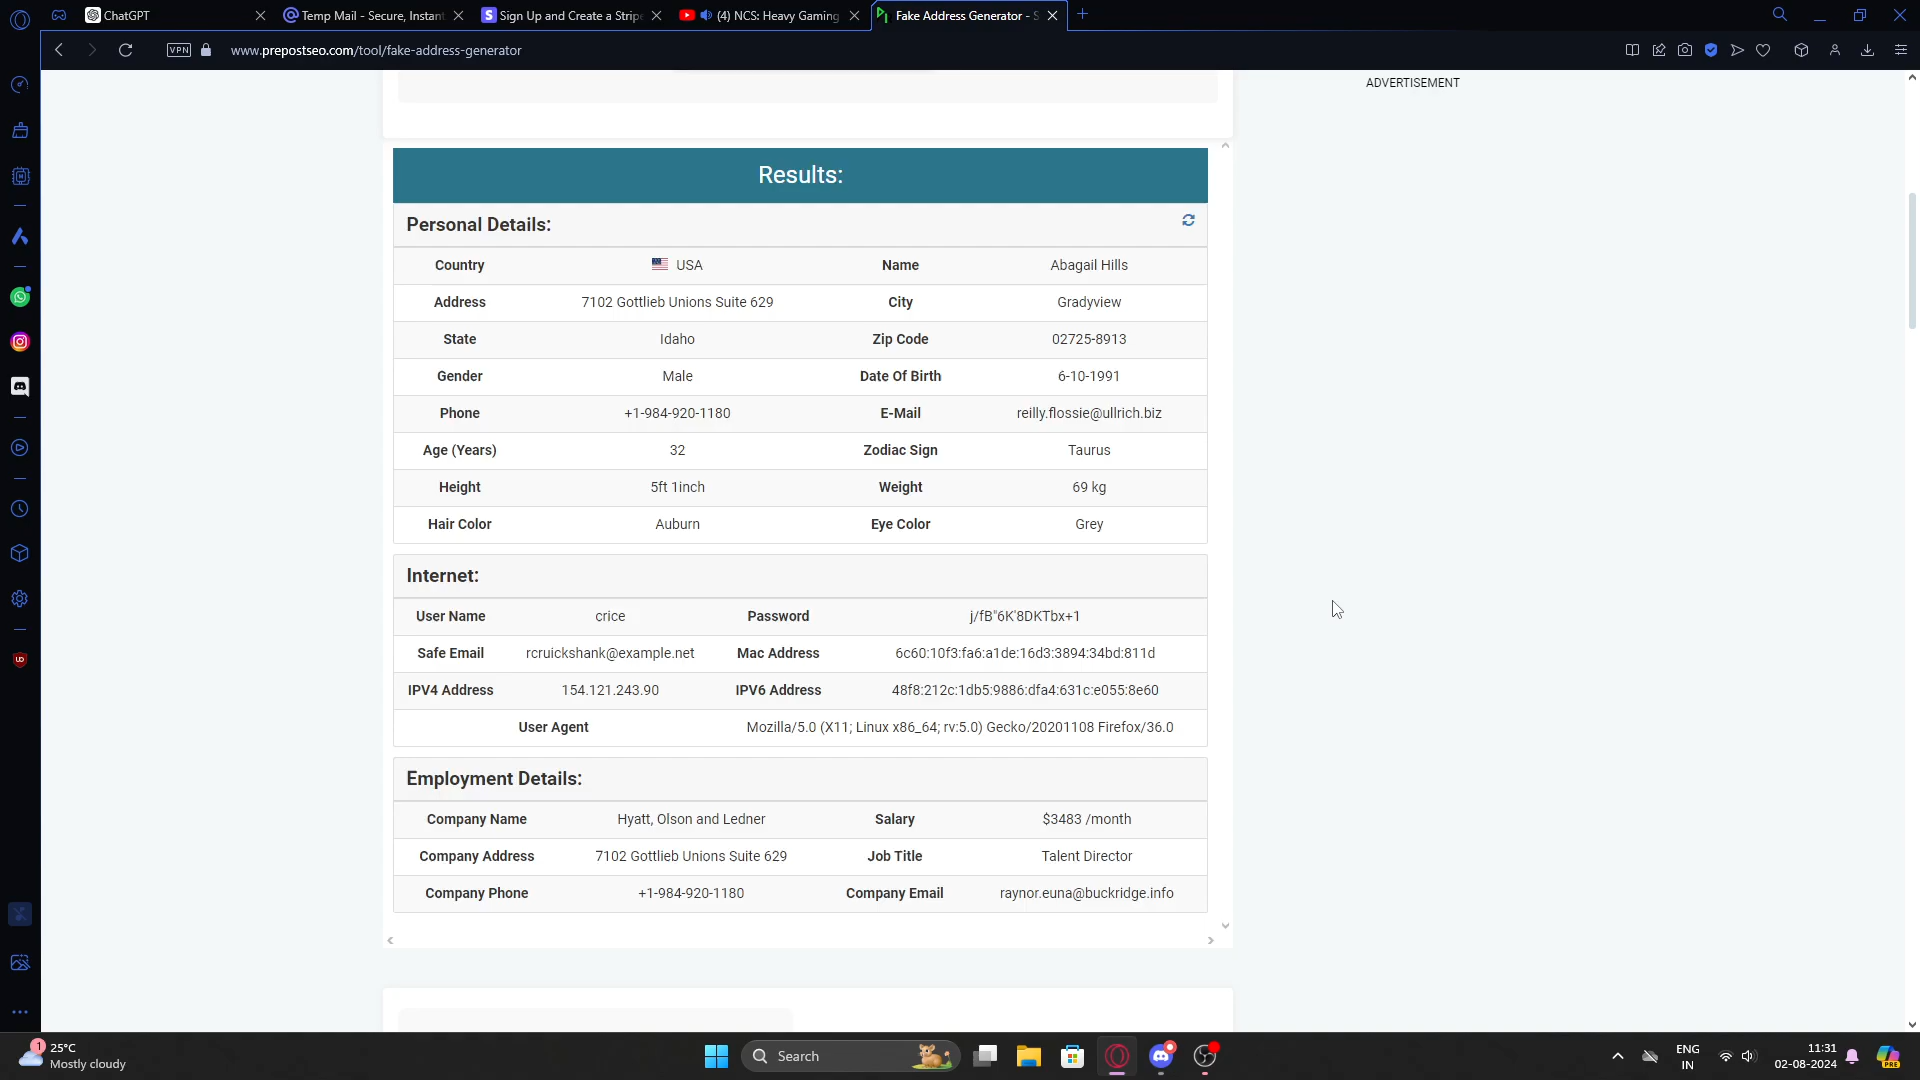 ChatGPT
Temp Mail - Secure, Instant
Sign Up and Create a Stripe
(4) NCS: Heavy Gaming
Fake Address Generator - S
VPN
www.prepostseo.com/tool/fake-address-generator
ADVERTISEMENT
Results:
Personal Details:
Country USA Name Abagail Hills
Address 7102 Gottlieb Unions Suite 629 City Gradyview
State Idaho Zip Code 02725-8913
Gender Male Date Of Birth 6-10-1991
Phone +1-984-920-1180 E-Mail reilly.flossie@ullrich.biz
Age (Years) 32 Zodiac Sign Taurus
Height 5ft 1inch Weight 69 kg
Hair Color Auburn Eye Color Grey
Internet:
User Name crice Password j/fB"6K'8DKTbx+1
Safe Email rcruickshank@example.net Mac Address 6c60:10f3:fa6:a1de:16d3:3894:34bd:811d
IPV4 Address 154.121.243.90 IPV6 Address 48f8:212c:1db5:9886:dfa4:631c:e055:8e60
User Agent Mozilla/5.0 (X11; Linux x86_64; rv:5.0) Gecko/20201108 Firefox/36.0
Employment Details:
Company Name Hyatt, Olson and Ledner Salary $3483 /month
Company Address 7102 Gottlieb Unions Suite 629 Job Title Talent Director
Company Phone +1-984-920-1180 Company Email raynor.euna@buckridge.info
1
25°C
Mostly cloudy
Search
ENG
IN
11:31
02-08-2024
PRE